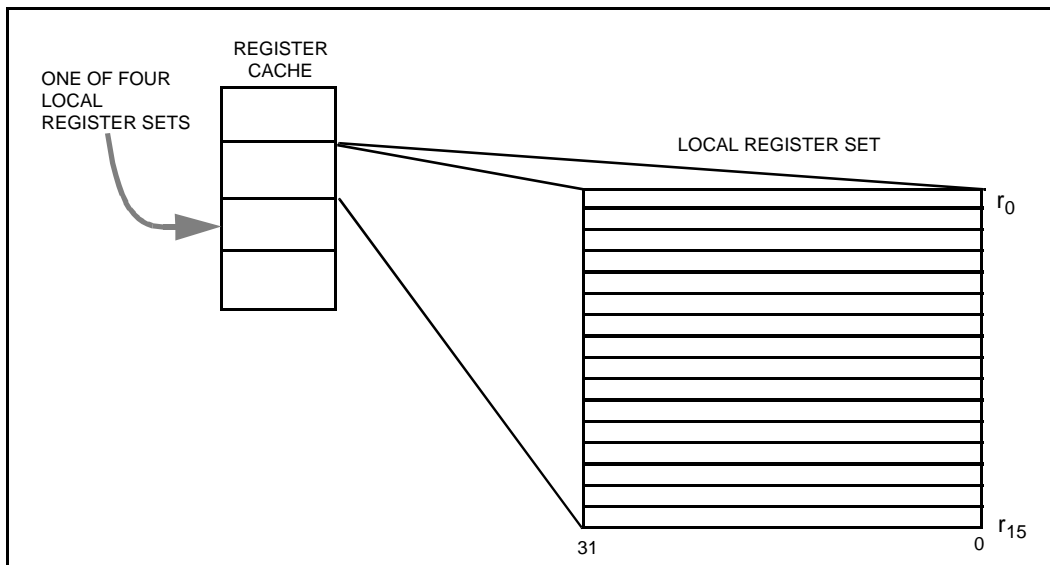 REGISTER
CACHE
ONE OF FOUR
LOCAL
REGISTER SETS
LOCAL REGISTER SET
r0
r15
31
0